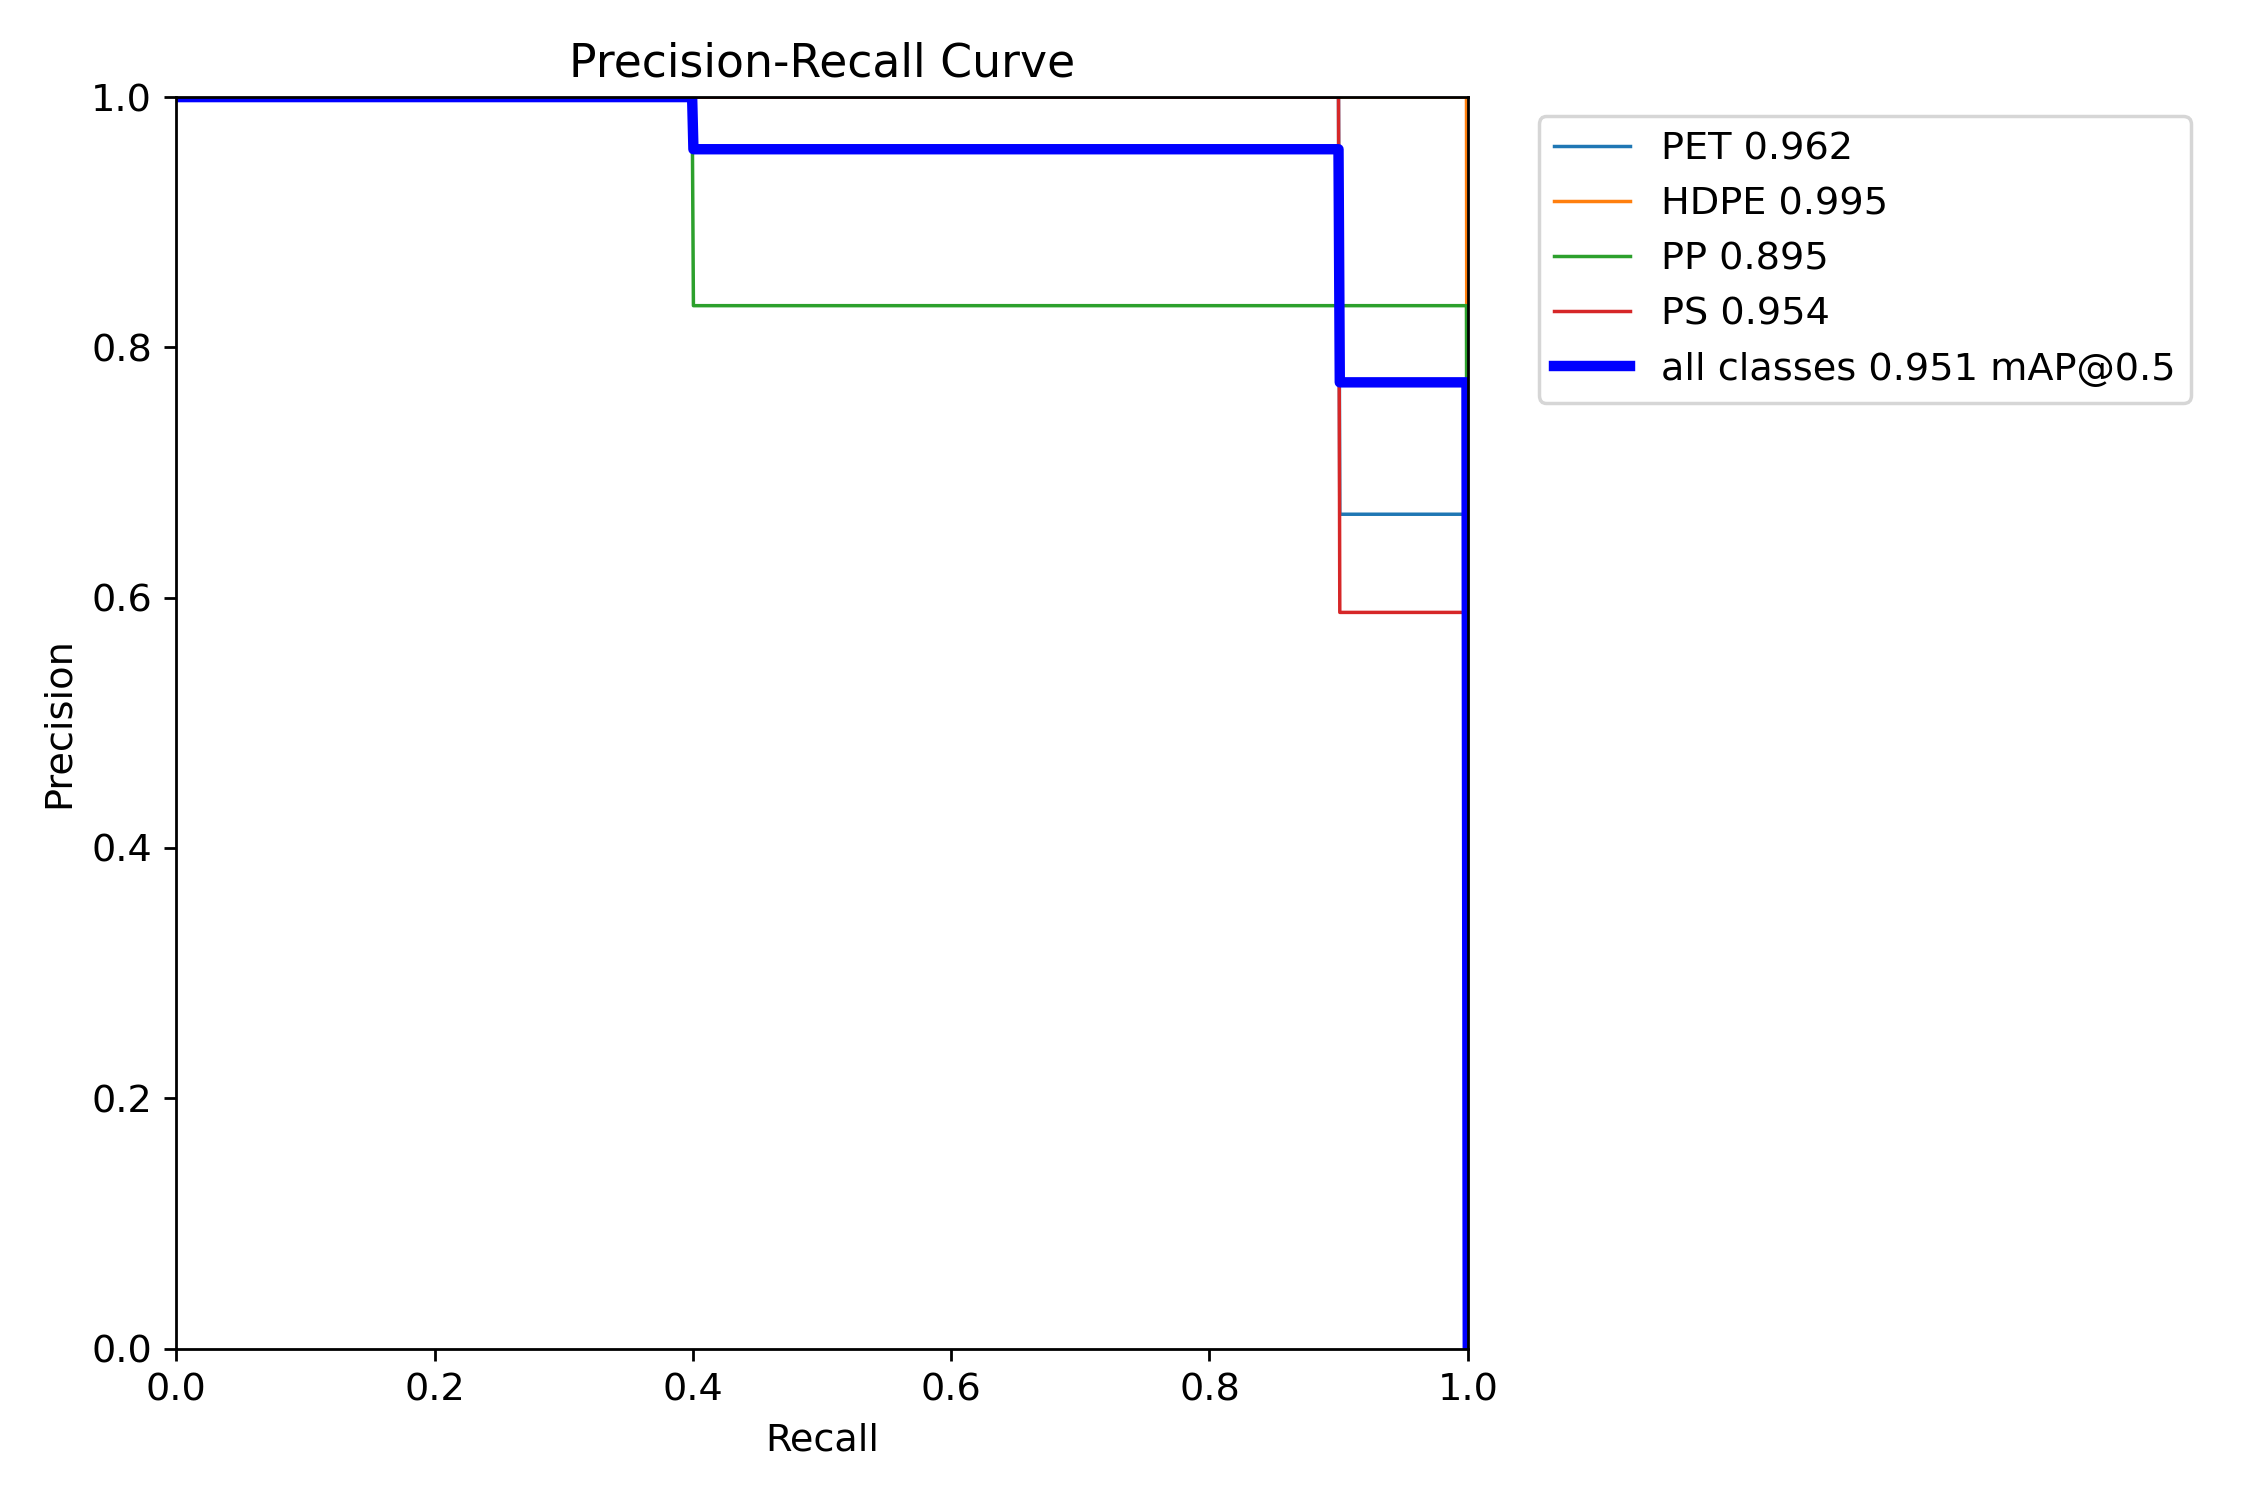 Precision-Recall Curve
1.0
0.8
0.6
0.4
0.2
0.0
Precision
0.0 0.2 0.4 0.6 0.8 1.0
Recall
PET 0.962
HDPE 0.995
PP 0.895
PS 0.954
all classes 0.951 mAP@0.5